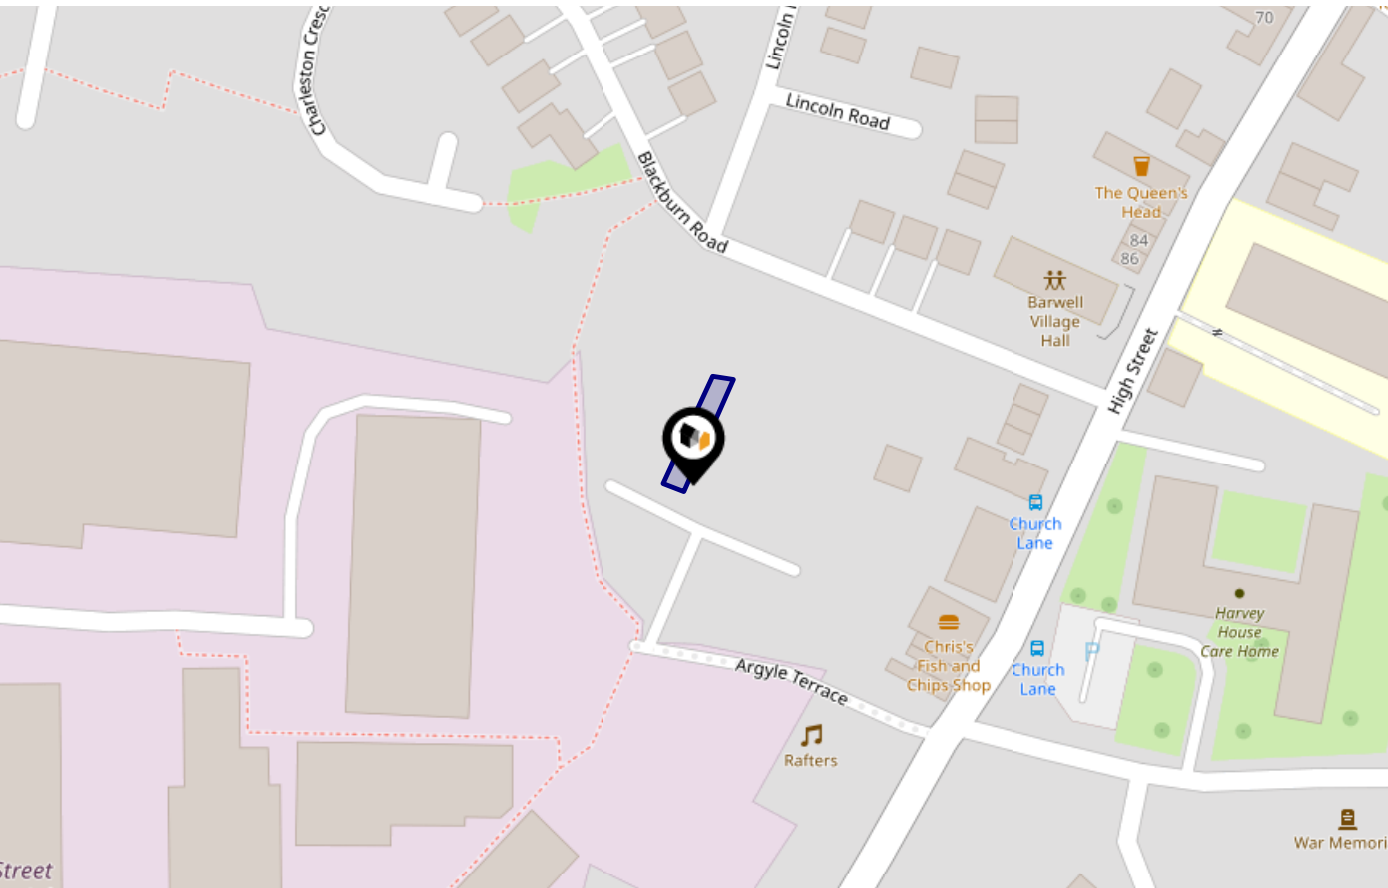 70
Charleston Cresc
Lincoln
Lincoln Road
Blackburn Road
The Queen's
Head
84
86
Barwell
Village
Hall
High Street
Church
Lane
Harvey
House
Care Home
Chris's
Fish and
Chips Shop
Church
Lane
P
Argyle Terrace
Rafters
War Memori
Street